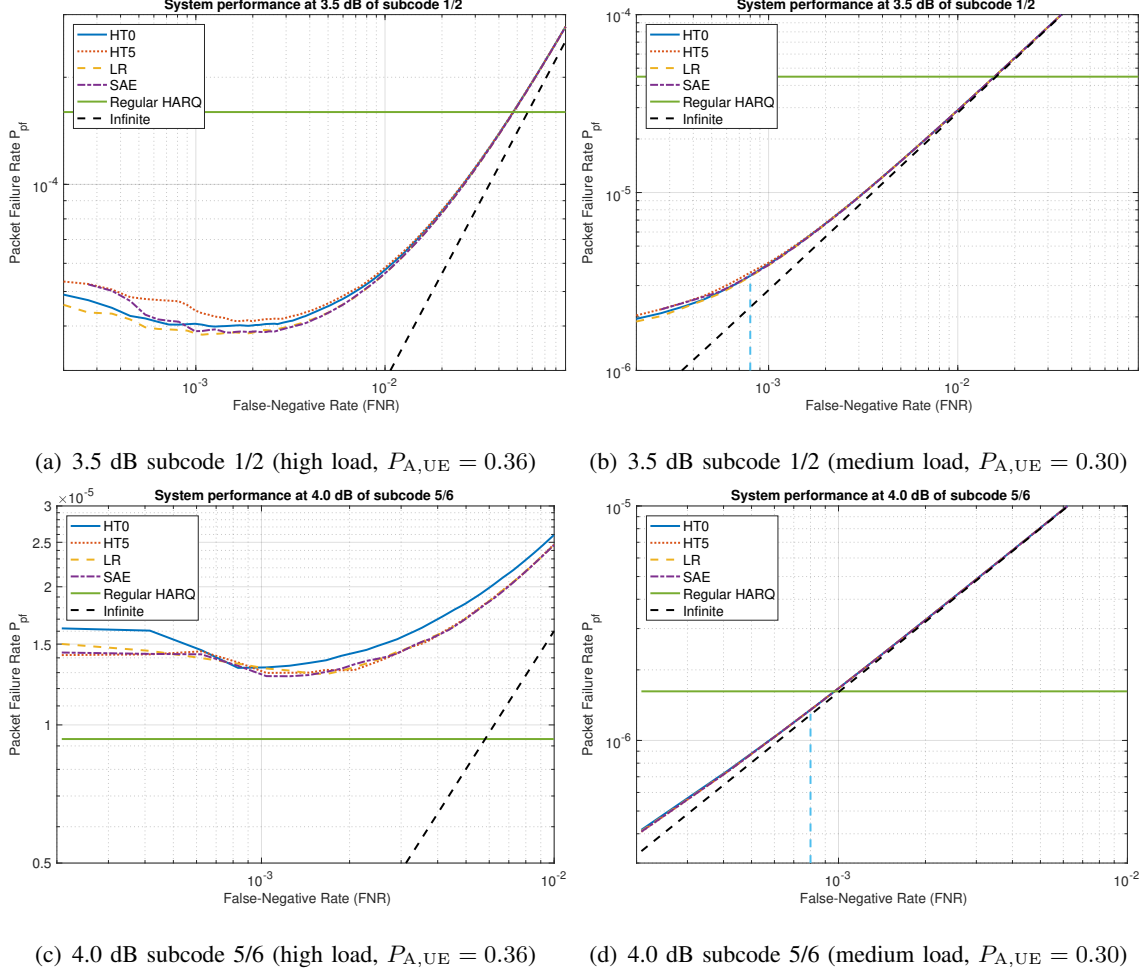 System performance at 3.5 dB of subcode 1/2
HT0
HT5
LR
SAE
Regular HARQ
Infinite
10^-4
Packet Failure Rate P_pf
10^-3
10^-2
False-Negative Rate (FNR)
(a) 3.5 dB subcode 1/2 (high load, P_A,UE = 0.36)
System performance at 3.5 dB of subcode 1/2
10^-4
HT0
HT5
LR
SAE
Regular HARQ
Infinite
10^-5
10^-6
Packet Failure Rate P_pf
10^-3
10^-2
False-Negative Rate (FNR)
(b) 3.5 dB subcode 1/2 (medium load, P_A,UE = 0.30)
×10^-5
System performance at 4.0 dB of subcode 5/6
3
2.5
2
1.5
1
0.5
HT0
HT5
LR
SAE
Regular HARQ
Infinite
Packet Failure Rate P_pf
10^-3
10^-2
False-Negative Rate (FNR)
(c) 4.0 dB subcode 5/6 (high load, P_A,UE = 0.36)
System performance at 4.0 dB of subcode 5/6
10^-5
HT0
HT5
LR
SAE
Regular HARQ
Infinite
10^-6
Packet Failure Rate P_pf
10^-3
10^-2
False-Negative Rate (FNR)
(d) 4.0 dB subcode 5/6 (medium load, P_A,UE = 0.30)